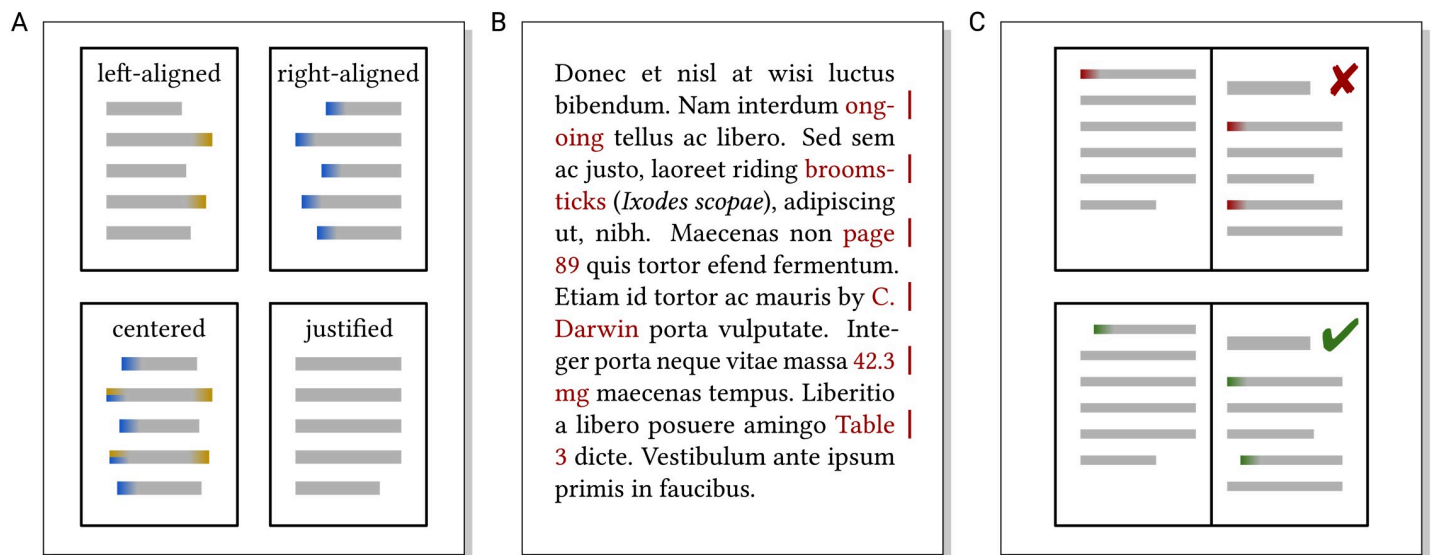 A
left-aligned
right-aligned
centered
justified
B
Donec et nisl at wisi luctus
bibendum. Nam interdum ong-
oing tellus ac libero. Sed sem
ac justo, laoreet riding brooms-
ticks (Ixodes scopae), adipiscing
ut, nibh. Maecenas non page
89 quis tortor efend fermentum.
Etiam id tortor ac mauris by C.
Darwin porta vulputate. Inte-
ger porta neque vitae massa 42.3
mg maecenas tempus. Liberitio
a libero posuere amingo Table
3 dicte. Vestibulum ante ipsum
primis in faucibus.
C